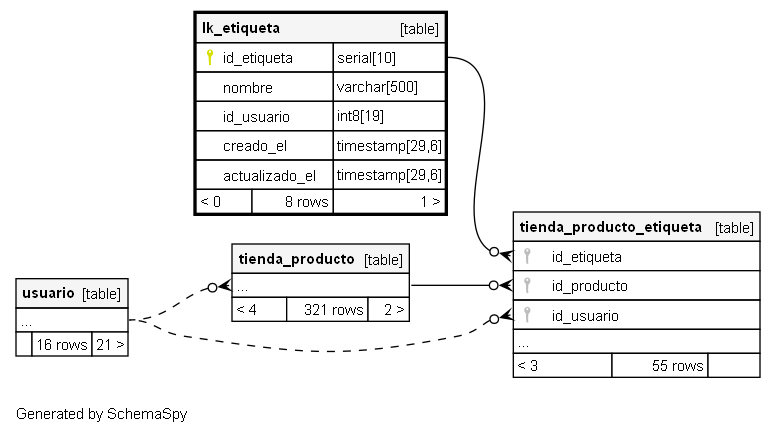 lk_etiqueta [table]
id_etiqueta serial[10]
nombre varchar[500]
id_usuario int8[19]
creado_el timestamp[29,6]
actualizado_el timestamp[29,6]
< 0 8 rows 1 >
tienda_producto_etiqueta [table]
id_etiqueta
id_producto
id_usuario
...
< 3 55 rows
tienda_producto [table]
...
< 4 321 rows 2 >
usuario [table]
...
16 rows 21 >
Generated by SchemaSpy